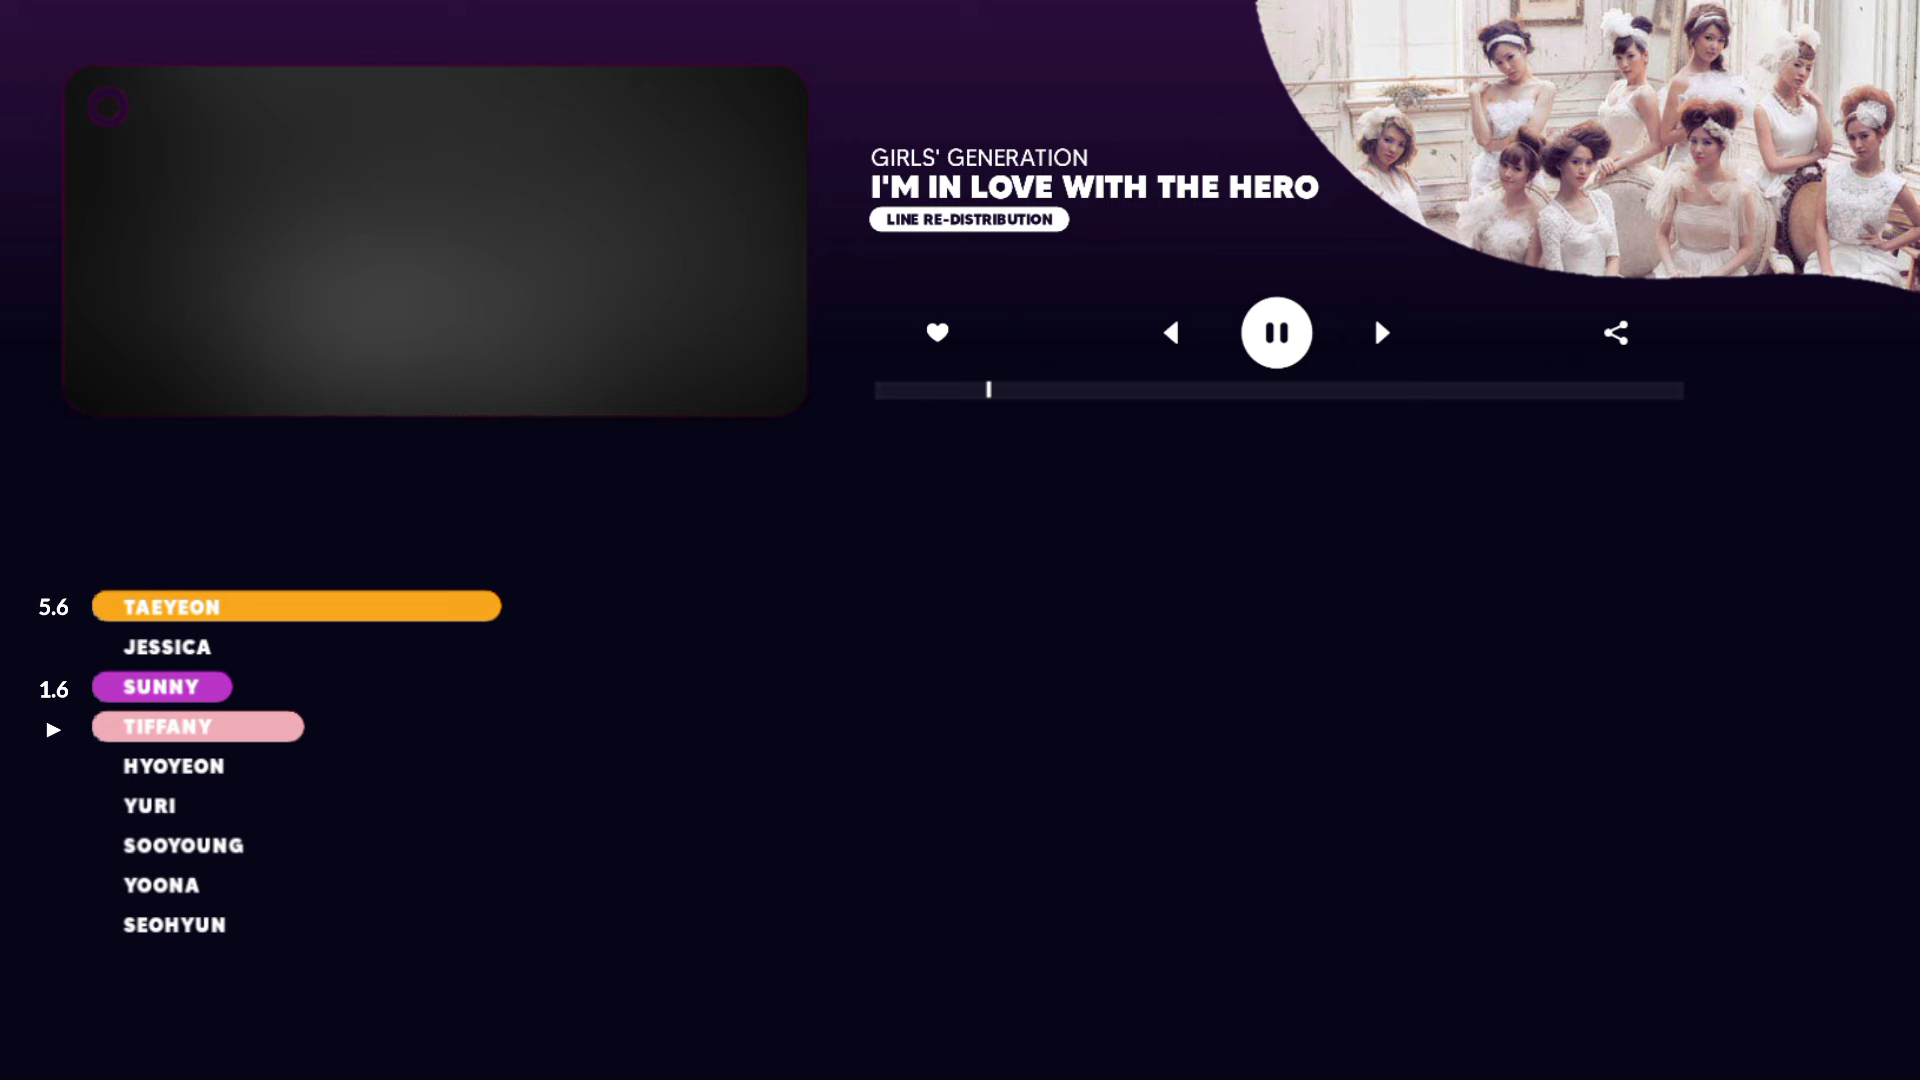 GIRLS' GENERATION
I'M IN LOVE WITH THE HERO
LINE RE-DISTRIBUTION
5.6 TAEYEON
JESSICA
1.6 SUNNY
TIFFANY
HYOYEON
YURI
SOOYOUNG
YOONA
SEOHYUN